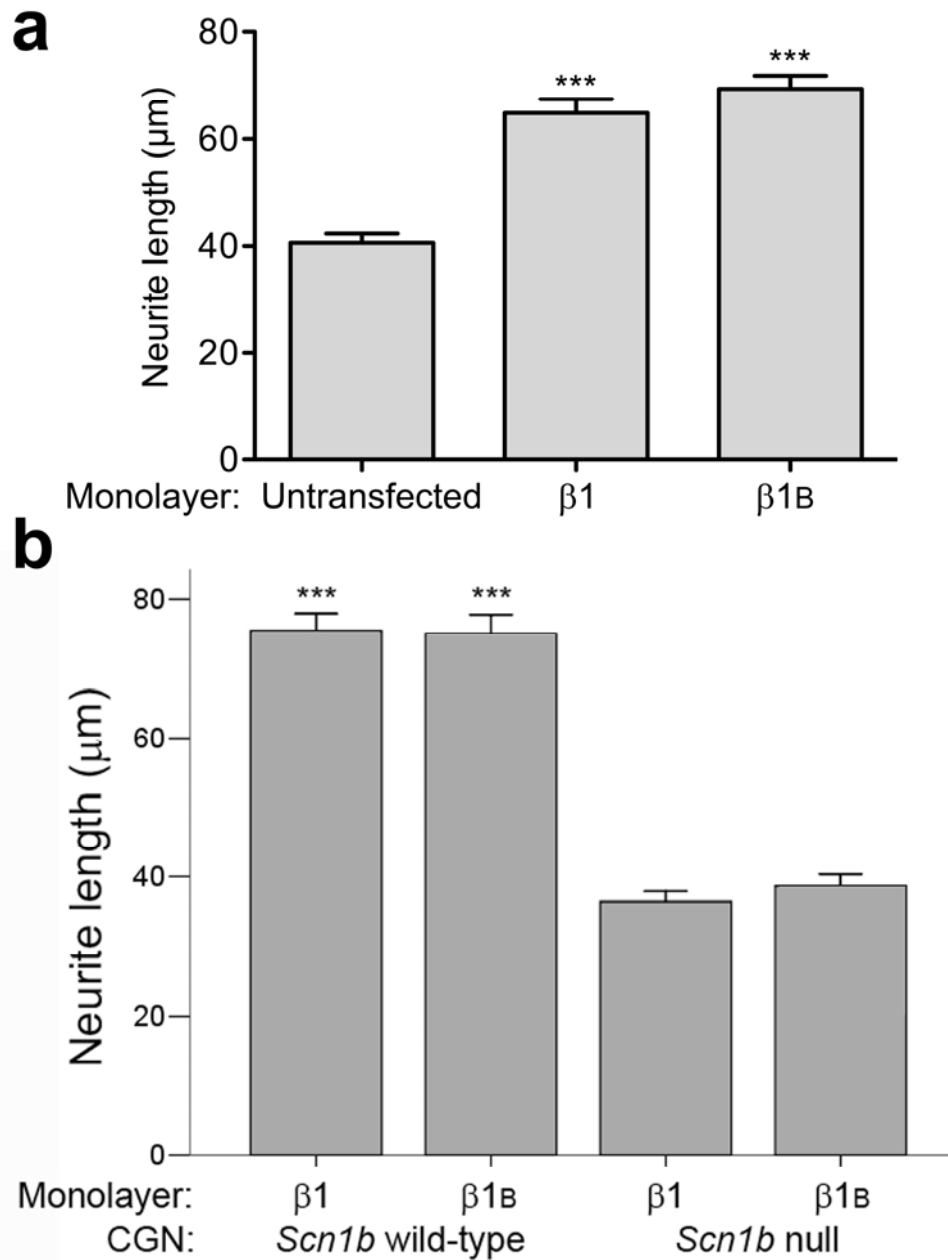 a
80
60
40
20
0
Neurite length (μm)
***
***
Monolayer: Untransfected β1 β1B
b
80
60
40
20
0
Neurite length (μm)
***
***
Monolayer: β1 β1B β1 β1B
CGN: Scn1b wild-type Scn1b null